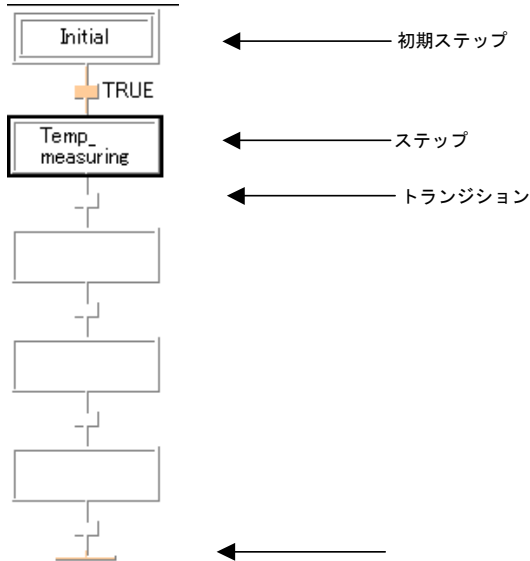 Initial
初期ステップ
TRUE
Temp_
measuring
ステップ
トランジション